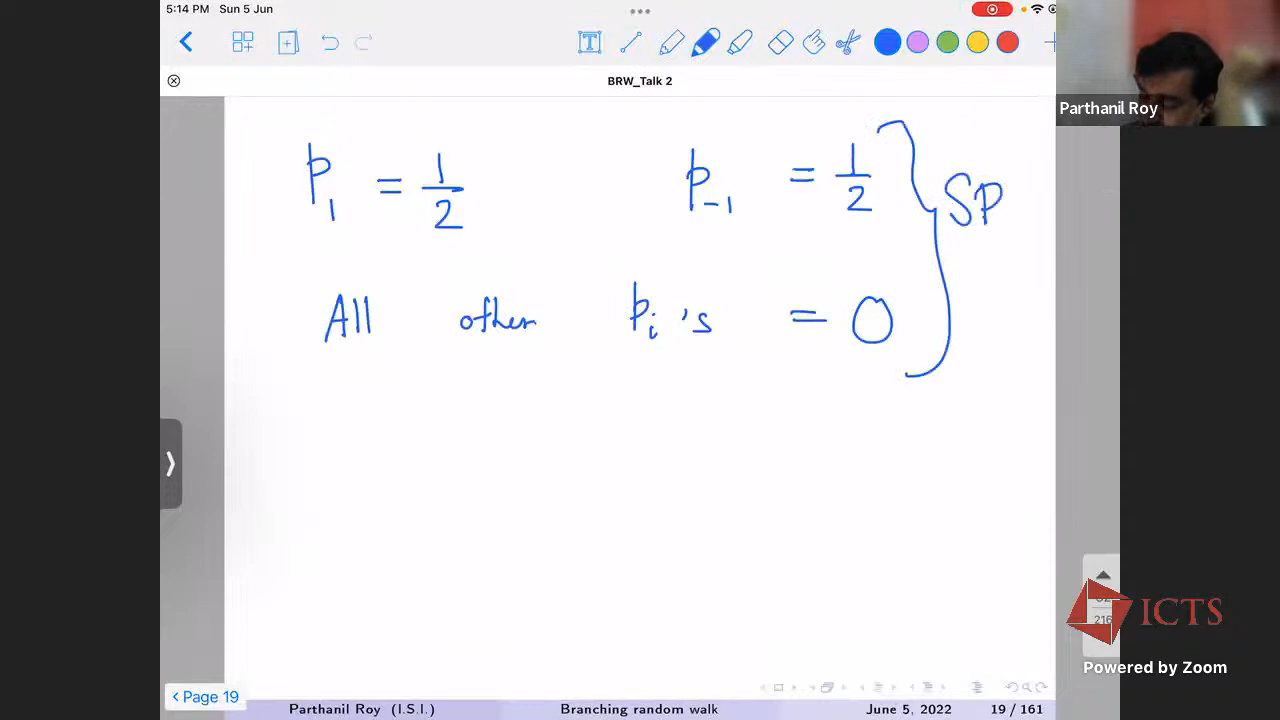 5:14 PM Sun 5 Jun
BRW_Talk 2
Parthanil Roy
p₁ = 1/2 p₋₁ = 1/2 } SP
All other pᵢ's = 0
ICTS
216
Powered by Zoom
< Page 19
Parthanil Roy (I.S.I.) Branching random walk June 5, 2022 19 / 161